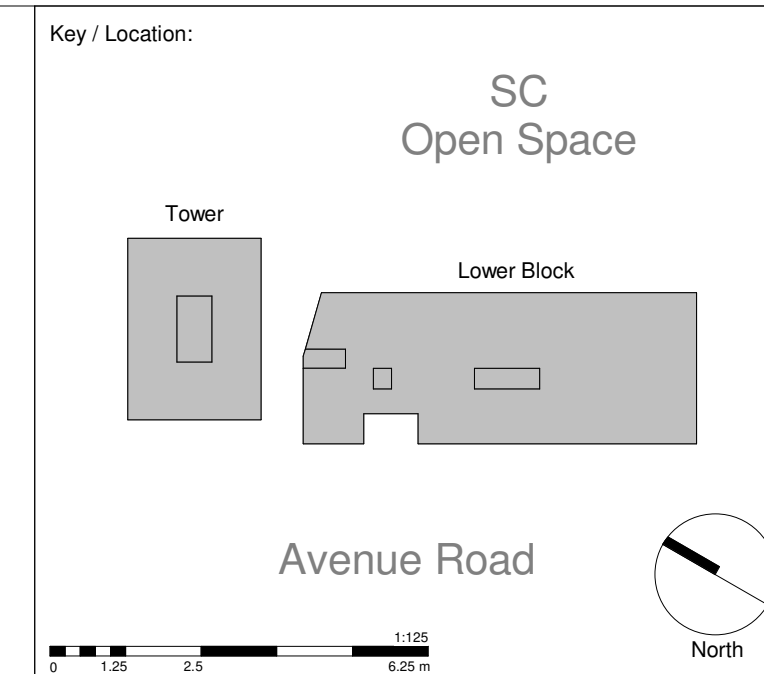 Key / Location:
SC
Open Space
Tower
Lower Block
Avenue Road
1:125
0 1.25 2.5 6.25 m
North